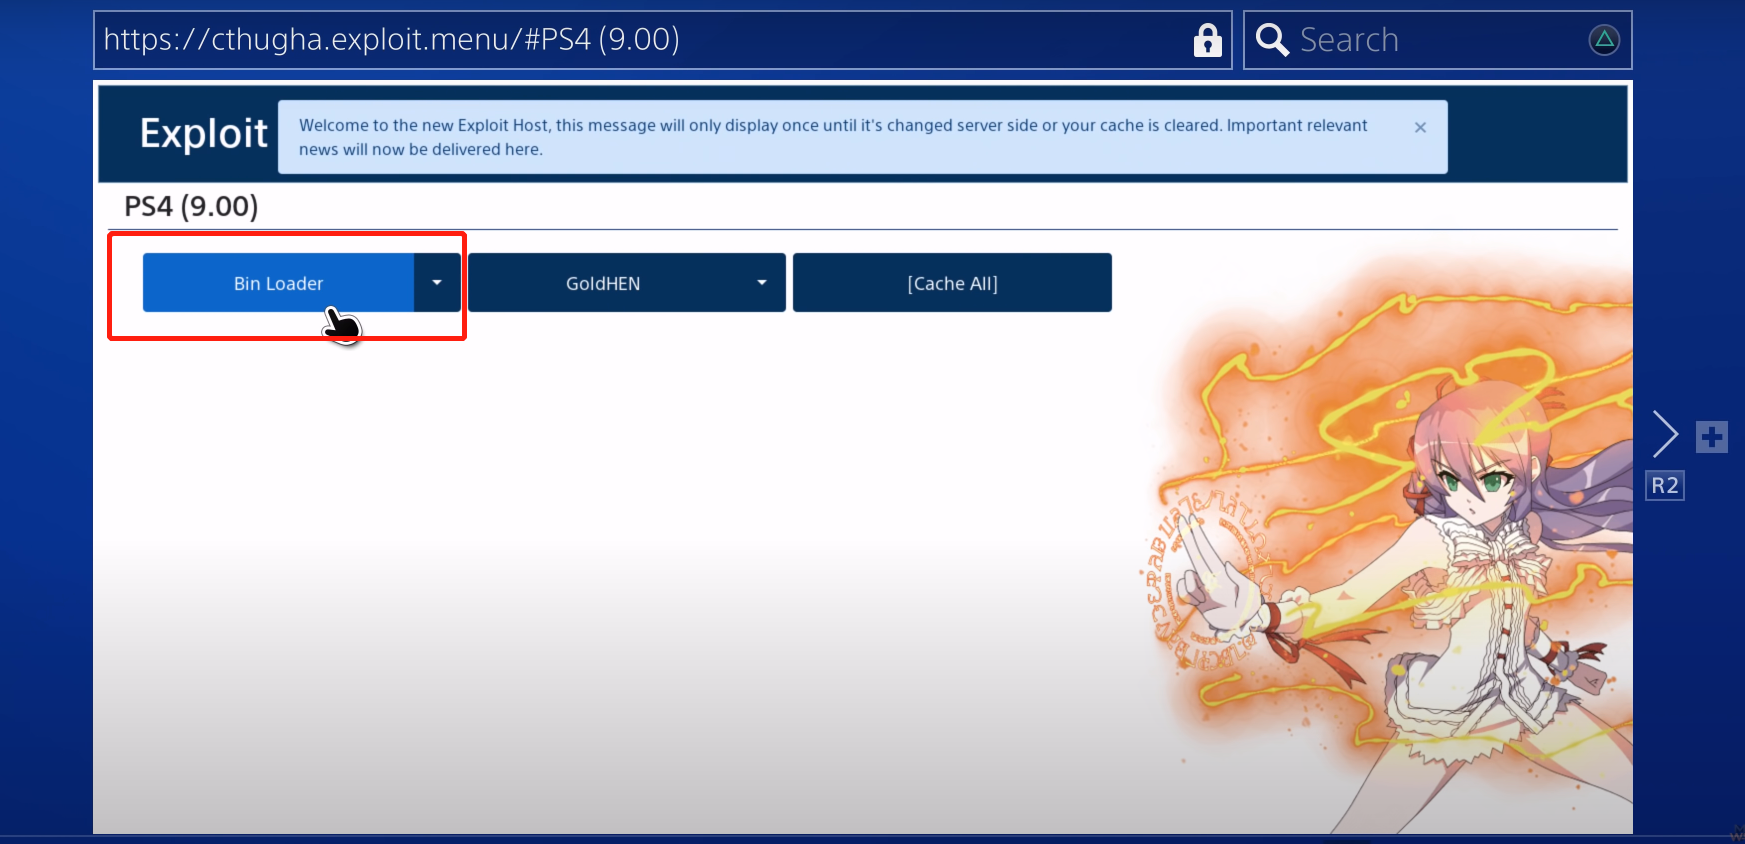 https://cthugha.exploit.menu/#PS4 (9.00)
Search
Exploit
Welcome to the new Exploit Host, this message will only display once until it's changed server side or your cache is cleared. Important relevant
news will now be delivered here.
×
PS4 (9.00)
Bin Loader
GoldHEN
[Cache All]
R2